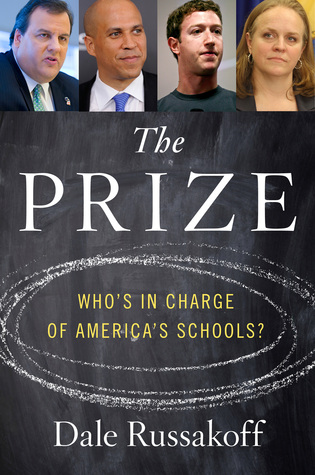 The
PRIZE
WHO'S IN CHARGE
OF AMERICA'S SCHOOLS?
Dale Russakoff